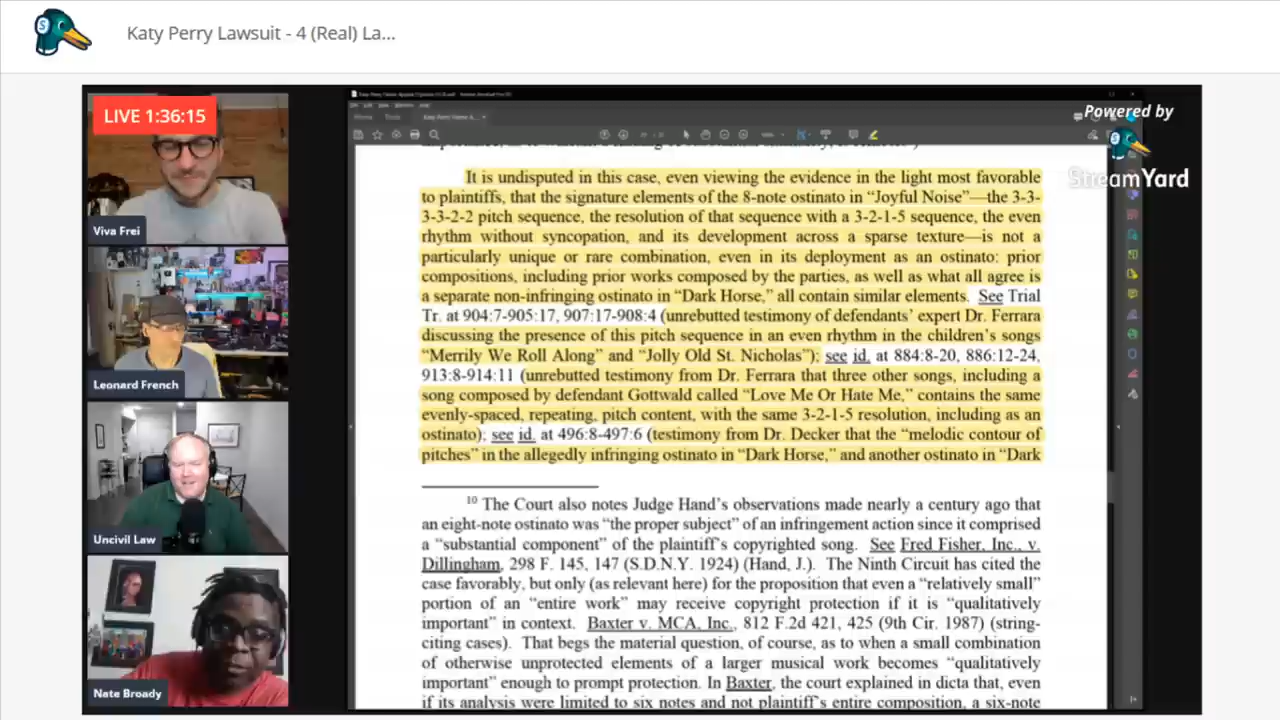 Katy Perry Lawsuit - 4 (Real) La...
LIVE 1:36:15
Viva Frei
Leonard French
Uncivil Law
Nate Broady
Powered by
StreamYard
It is undisputed in this case, even viewing the evidence in the light most favorable
to plaintiffs, that the signature elements of the 8-note ostinato in “Joyful Noise”—the 3-3-
3-3-2-2 pitch sequence, the resolution of that sequence with a 3-2-1-5 sequence, the even
rhythm without syncopation, and its development across a sparse texture—is not a
particularly unique or rare combination, even in its deployment as an ostinato: prior
compositions, including prior works composed by the parties, as well as what all agree is
a separate non-infringing ostinato in “Dark Horse,” all contain similar elements. See Trial
Tr. at 904:7-905:17, 907:17-908:4 (unrebutted testimony of defendants’ expert Dr. Ferrara
discussing the presence of this pitch sequence in an even rhythm in the children’s songs
“Merrily We Roll Along” and “Jolly Old St. Nicholas”); see id. at 884:8-20, 886:12-24,
913:8-914:11 (unrebutted testimony from Dr. Ferrara that three other songs, including a
song composed by defendant Gottwald called “Love Me Or Hate Me,” contains the same
evenly-spaced, repeating, pitch content, with the same 3-2-1-5 resolution, including as an
ostinato); see id. at 496:8-497:6 (testimony from Dr. Decker that the “melodic contour of
pitches” in the allegedly infringing ostinato in “Dark Horse,” and another ostinato in “Dark
10 The Court also notes Judge Hand’s observations made nearly a century ago that
an eight-note ostinato was “the proper subject” of an infringement action since it comprised
a “substantial component” of the plaintiff’s copyrighted song. See Fred Fisher, Inc., v.
Dillingham, 298 F. 145, 147 (S.D.N.Y. 1924) (Hand, J.). The Ninth Circuit has cited the
case favorably, but only (as relevant here) for the proposition that even a “relatively small”
portion of an “entire work” may receive copyright protection if it is “qualitatively
important” in context. Baxter v. MCA, Inc., 812 F.2d 421, 425 (9th Cir. 1987) (string-
citing cases). That begs the material question, of course, as to when a small combination
of otherwise unprotected elements of a larger musical work becomes “qualitatively
important” enough to prompt protection. In Baxter, the court explained in dicta that, even
if its analysis were limited to six notes and not plaintiff’s entire composition, a six-note